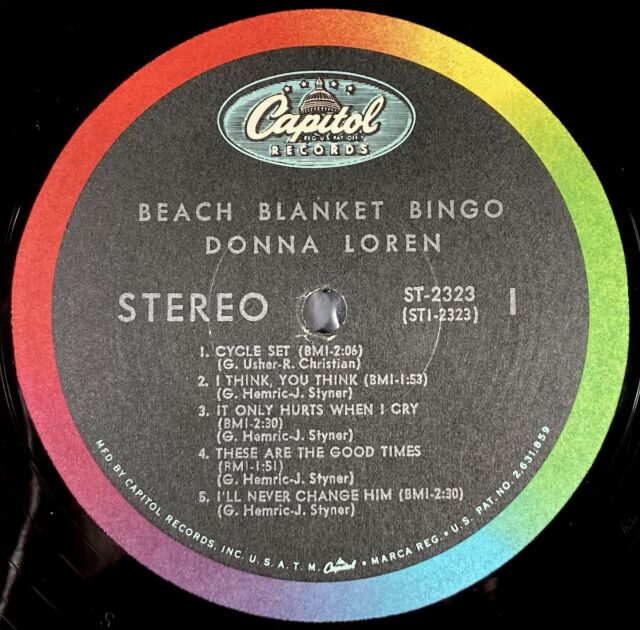 Capitol
REG. U.S. PAT. OFF.
RECORDS
BEACH BLANKET BINGO
DONNA LOREN
STEREO
ST-2323
(ST1-2323)
1
1. CYCLE SET (BMI-2:06)
(G. Usher-R. Christian)
2. I THINK, YOU THINK (BMI-1:53)
(G. Hemric-J. Styner)
3. IT ONLY HURTS WHEN I CRY
(BMI-2:30)
(G. Hemric-J. Styner)
4. THESE ARE THE GOOD TIMES
(BMI-1:51)
(G. Hemric-J. Styner)
5. I'LL NEVER CHANGE HIM (BMI-2:30)
(G. Hemric-J. Styner)
MFD. BY CAPITOL RECORDS, INC. U.S.A. T.M. Capitol • MARCA REG. • U.S. PAT. NO. 2,631,859